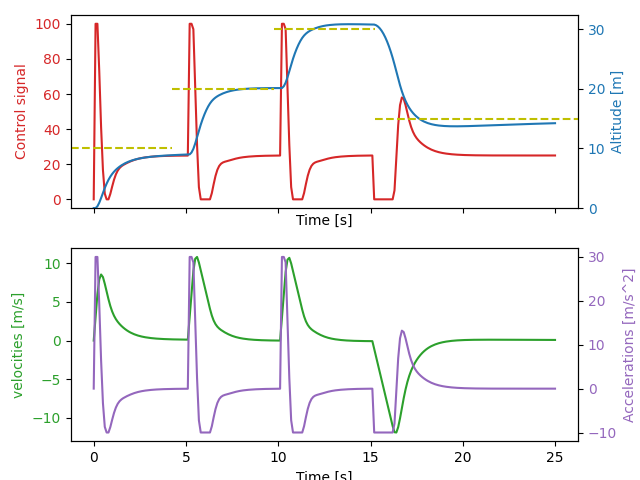 100
80
60
40
20
0
Control signal
30
20
10
0
Altitude [m]
Time [s]
10
5
0
−5
−10
velocities [m/s]
30
20
10
0
−10
Accelerations [m/s^2]
0 5 10 15 20 25
Time [s]